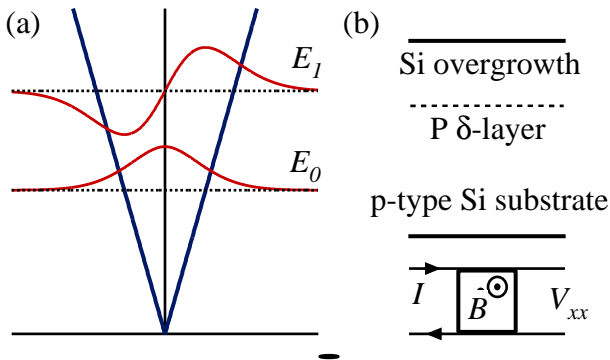 (a)
E1
E0
(b)
Si overgrowth
P δ-layer
p-type Si substrate
I
B
Vxx